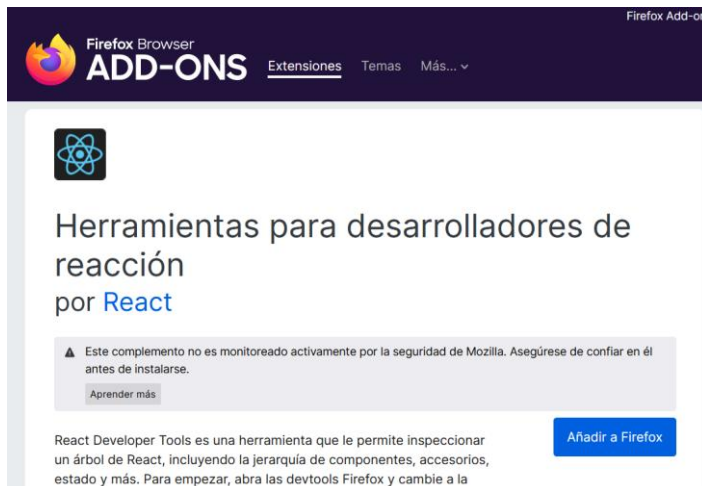 Firefox Add-on
Firefox Browser
ADD-ONS Extensiones Temas Más...
Herramientas para desarrolladores de
reacción
por React
Este complemento no es monitoreado activamente por la seguridad de Mozilla. Asegúrese de confiar en él
antes de instalarse.
Aprender más
Añadir a Firefox
React Developer Tools es una herramienta que le permite inspeccionar
un árbol de React, incluyendo la jerarquía de componentes, accesorios,
estado y más. Para empezar, abra las devtools Firefox y cambie a la